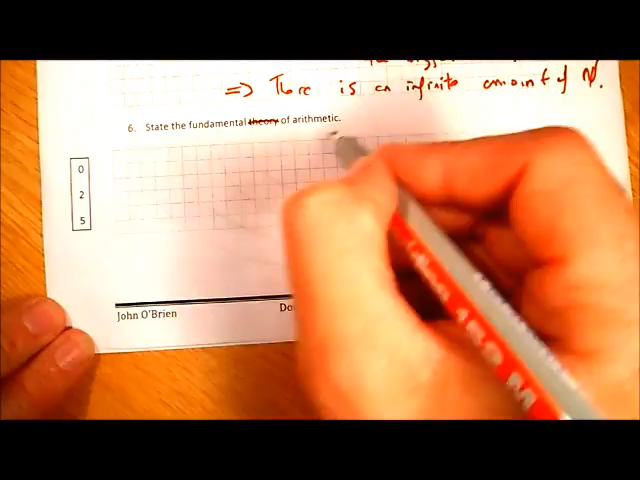 => There is an infinite amount of N.
6. State the fundamental theory of arithmetic.
0
2
5
John O'Brien